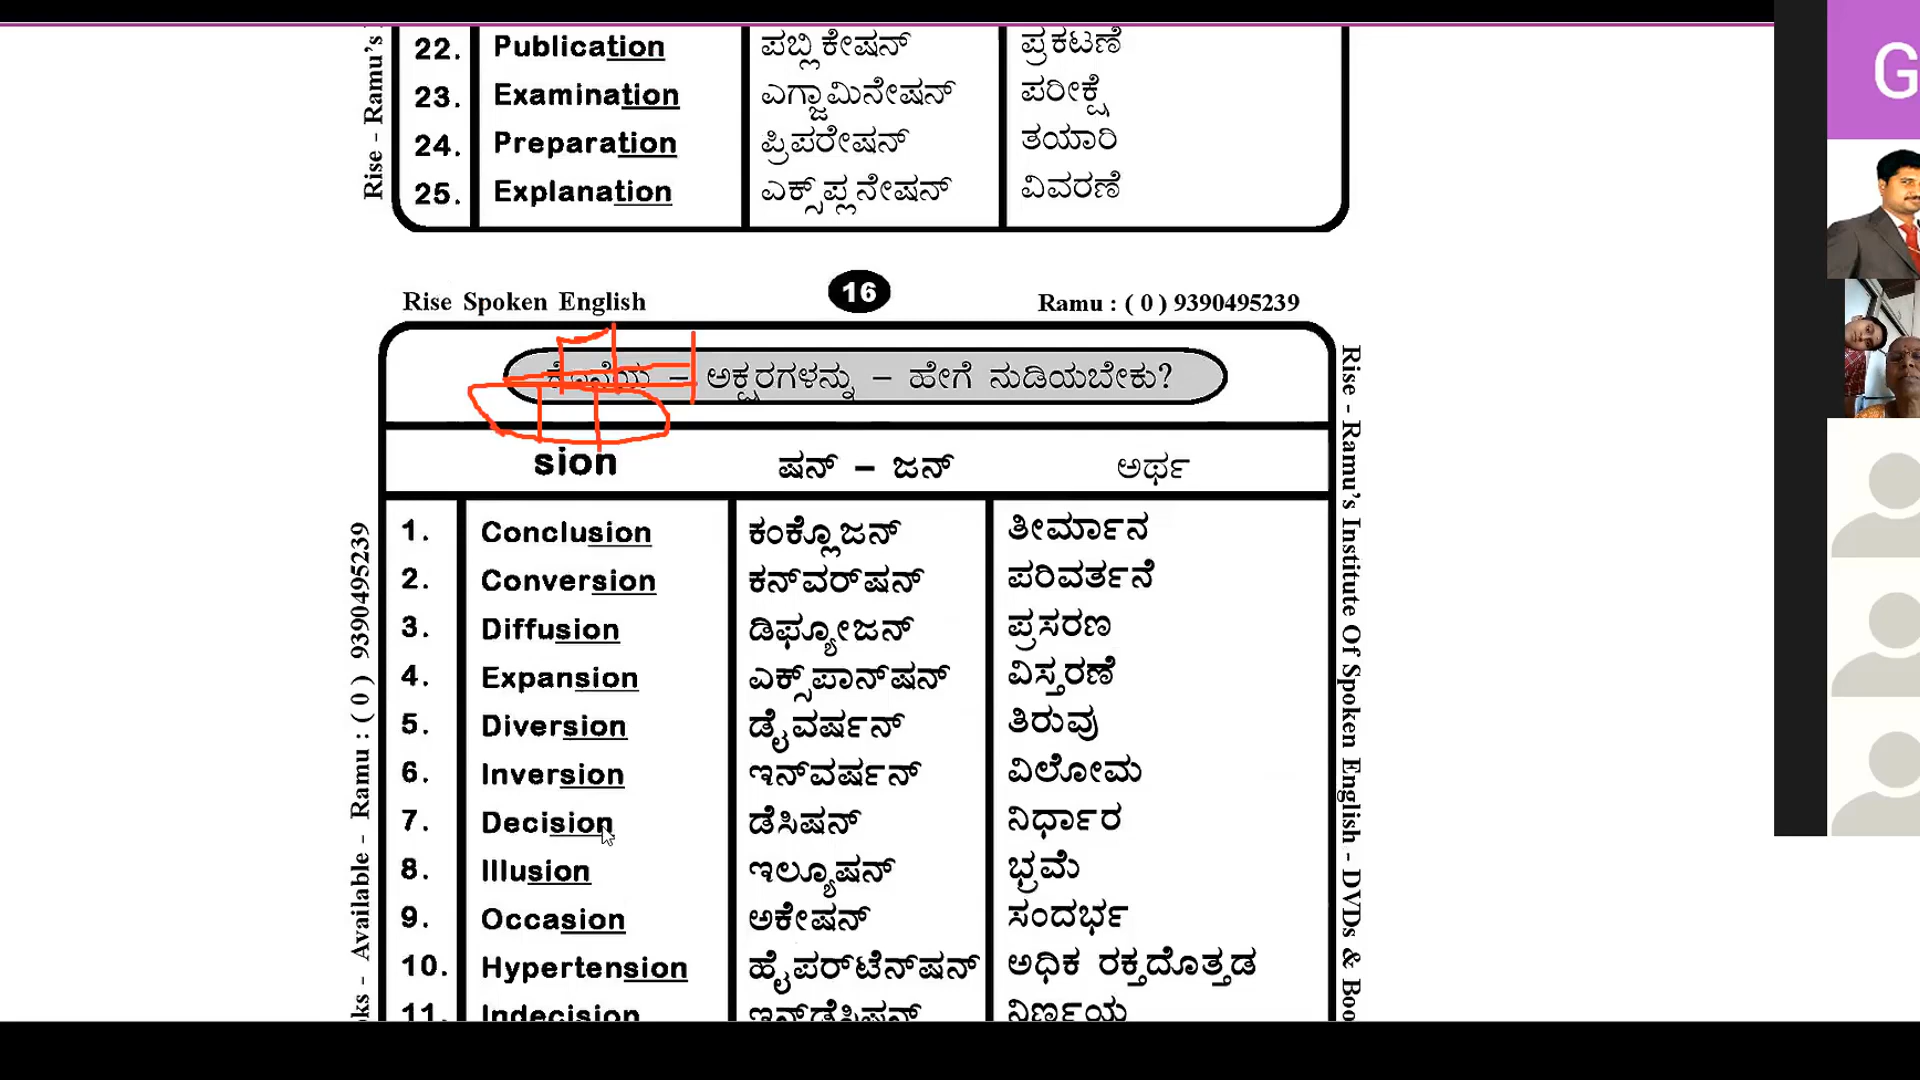 22. Publication ಪಬ್ಲಿಕೇಷನ್ ಪ್ರಕಟಣೆ
23. Examination ಎಗ್ಜಾಮಿನೇಷನ್ ಪರೀಕ್ಷೆ
24. Preparation ಪ್ರಿಪರೇಷನ್ ತಯಾರಿ
25. Explanation ಎಕ್ಸ್‌ಪ್ಲನೇಷನ್ ವಿವರಣೆ
Rise - Ramu's
Rise Spoken English 16 Ramu : ( 0 ) 9390495239
– ಅಕ್ಷರಗಳನ್ನು – ಹೇಗೆ ನುಡಿಯಬೇಕು?
sion ಷನ್ – ಜನ್ ಅರ್ಥ
1. Conclusion ಕಂಕ್ಲೊಜನ್ ತೀರ್ಮಾನ
2. Conversion ಕನ್‌ವರ್‌ಷನ್ ಪರಿವರ್ತನೆ
3. Diffusion ಡಿಫ್ಯೂೇಜನ್ ಪ್ರಸರಣ
4. Expansion ಎಕ್ಸ್‌ಪಾನ್‌ಷನ್ ವಿಸ್ತರಣೆ
5. Diversion ಡೈವರ್ಷನ್ ತಿರುವು
6. Inversion ಇನ್‌ವರ್ಷನ್ ವಿಲೋಮ
7. Decision ಡೆಸಿಷನ್ ನಿರ್ಧಾರ
8. Illusion ಇಲ್ಯೂಷನ್ ಭ್ರಮೆ
9. Occasion ಅಕೇಷನ್ ಸಂದರ್ಭ
10. Hypertension ಹೈಪರ್‌ಟೆನ್‌ಷನ್ ಅಧಿಕ ರಕ್ತದೊತ್ತಡ
11. Indecision ಇನ್‌ಡೆಸಿಷನ್ ನಿರ್ಣಯ
ks - Available - Ramu : ( 0 ) 9390495239
Rise - Ramu's Institute Of Spoken English - DVDs & Boo
G